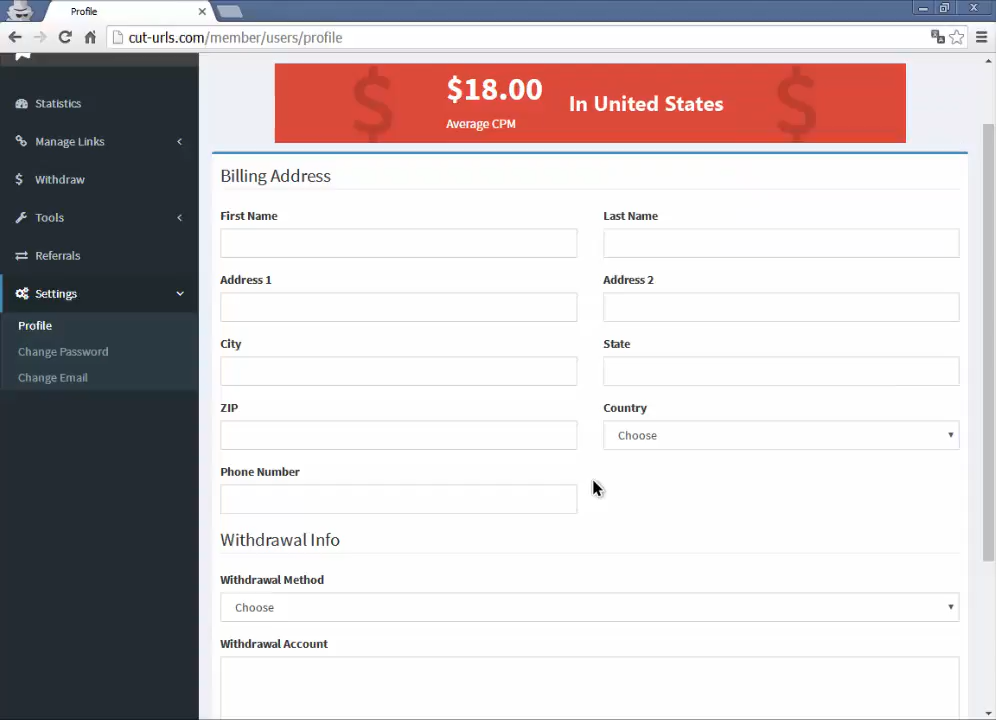 Profile
cut-urls.com/member/users/profile
$18.00
Average CPM
In United States
Statistics
Manage Links
Withdraw
Tools
Referrals
Settings
Profile
Change Password
Change Email
Billing Address
First Name
Last Name
Address 1
Address 2
City
State
ZIP
Country
Choose
Phone Number
Withdrawal Info
Withdrawal Method
Choose
Withdrawal Account